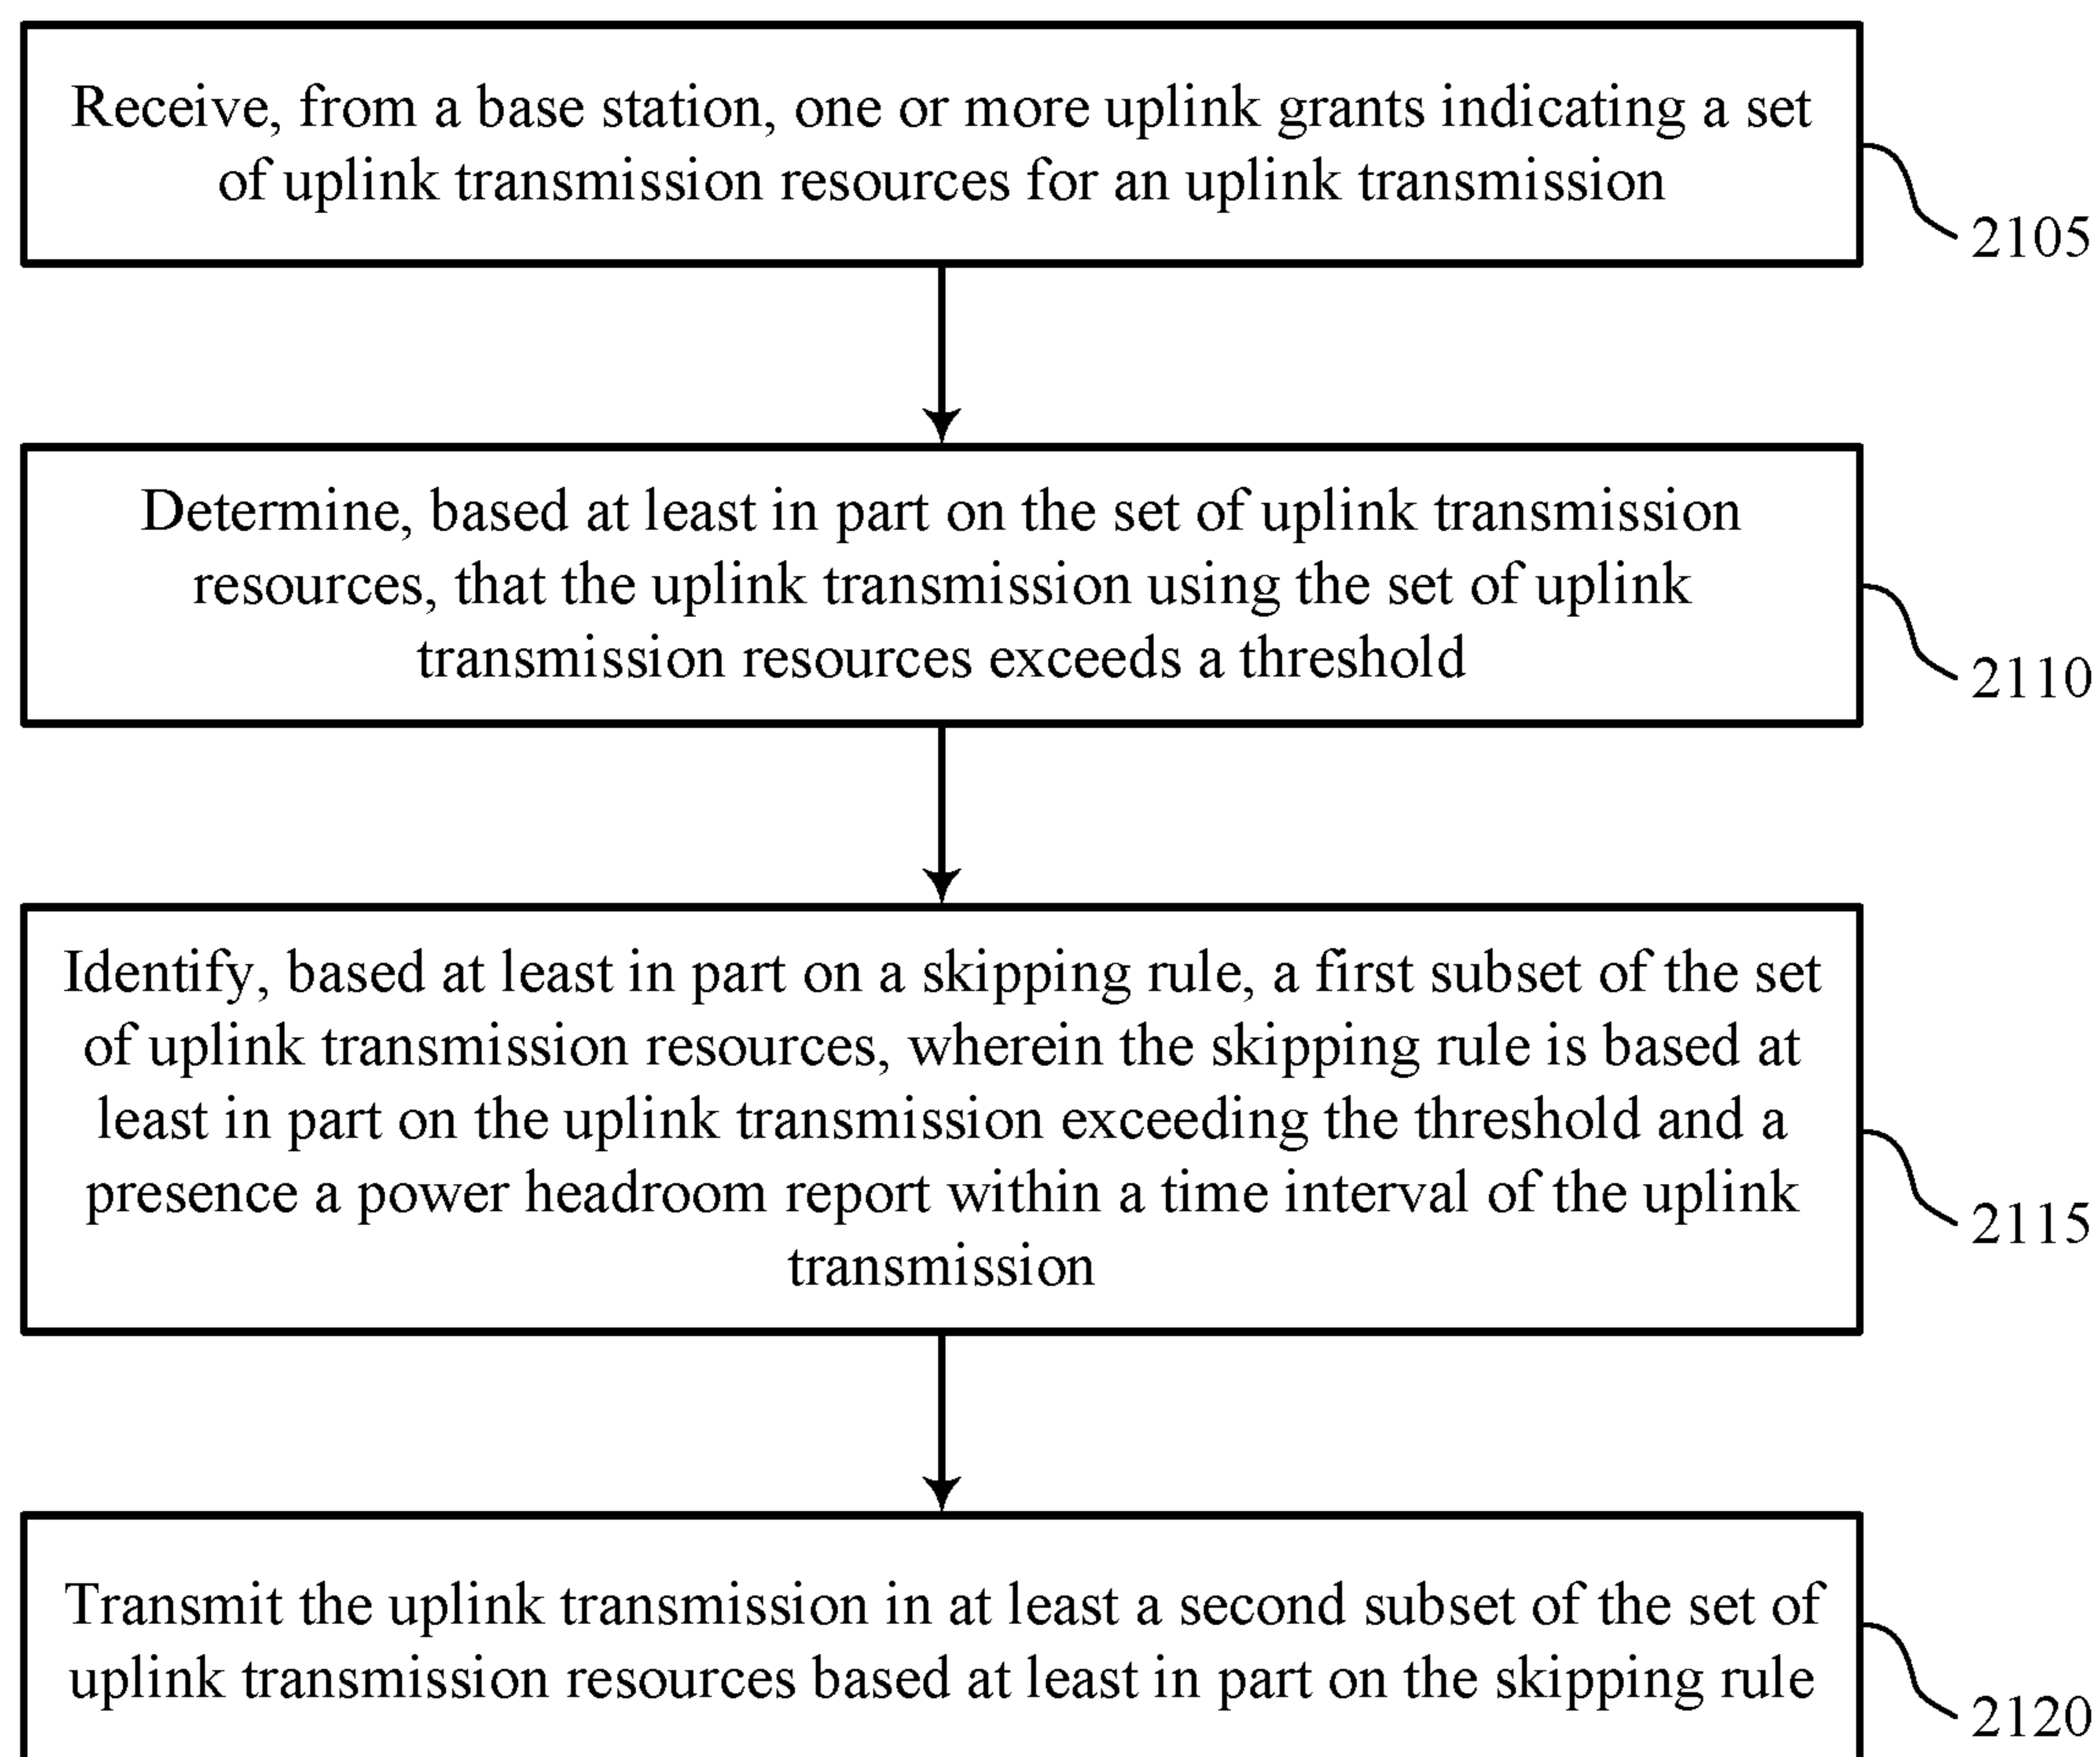 Receive, from a base station, one or more uplink grants indicating a set
of uplink transmission resources for an uplink transmission
2105
Determine, based at least in part on the set of uplink transmission
resources, that the uplink transmission using the set of uplink
transmission resources exceeds a threshold
2110
Identify, based at least in part on a skipping rule, a first subset of the set
of uplink transmission resources, wherein the skipping rule is based at
least in part on the uplink transmission exceeding the threshold and a
presence a power headroom report within a time interval of the uplink
transmission
2115
Transmit the uplink transmission in at least a second subset of the set of
uplink transmission resources based at least in part on the skipping rule
2120